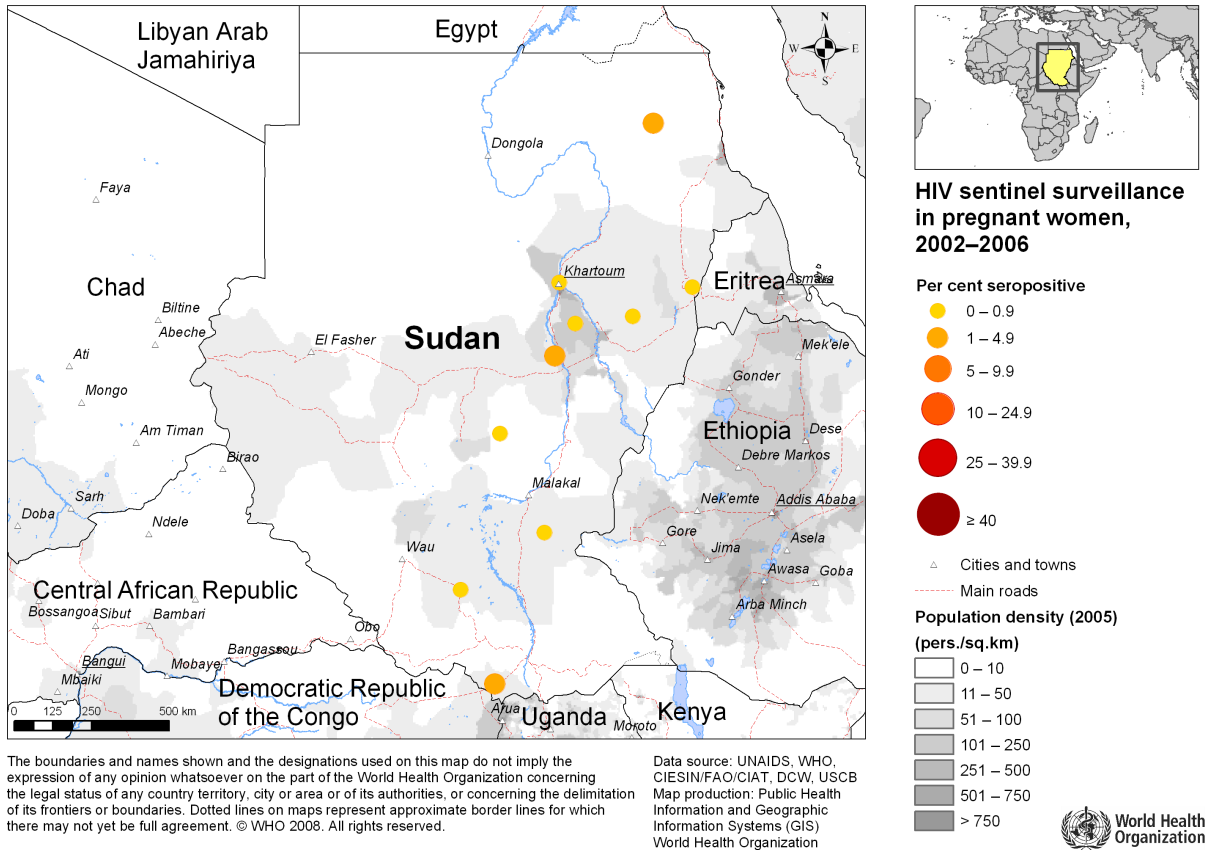 Libyan Arab
Jamahiriya
Egypt
N
W
E
S
Dongola
Faya
Khartoum
Chad
Eritrea
Asmara
Biltine
Abeche
El Fasher
Sudan
Mek'ele
Ati
Mongo
Gonder
Am Timan
Ethiopia
Dese
Birao
Debre Markos
Malakal
Sarh
Nek'emte
Addis Ababa
Doba
Ndele
Gore
Asela
Wau
Jima
Awasa
Goba
Central African Republic
Bossangoa
Sibut
Bambari
Arba Minch
Obo
Bangui
Mobaye
Bangassou
Mbaiki
Democratic Republic
of the Congo
Arua
Uganda
Kenya
Moroto
0 125 250 500 km
The boundaries and names shown and the designations used on this map do not imply the
expression of any opinion whatsoever on the part of the World Health Organization concerning
the legal status of any country territory, city or area or of its authorities, or concerning the delimitation
of its frontiers or boundaries. Dotted lines on maps represent approximate border lines for which
there may not yet be full agreement. © WHO 2008. All rights reserved.
Data source: UNAIDS, WHO,
CIESIN/FAO/CIAT, DCW, USCB
Map production: Public Health
Information and Geographic
Information Systems (GIS)
World Health Organization
HIV sentinel surveillance
in pregnant women,
2002–2006
Per cent seropositive
0 – 0.9
1 – 4.9
5 – 9.9
10 – 24.9
25 – 39.9
≥ 40
Cities and towns
Main roads
Population density (2005)
(pers./sq.km)
0 – 10
11 – 50
51 – 100
101 – 250
251 – 500
501 – 750
> 750
World Health
Organization